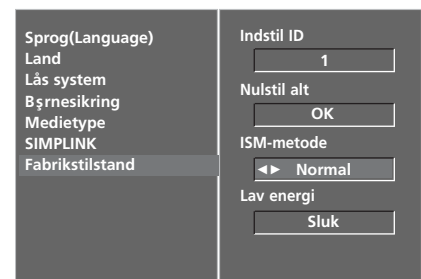 Sprog(Language)
Land
Lås system
Bşrnesikring
Medietype
SIMPLINK
Fabrikstilstand
Indstil ID
1
Nulstil alt
OK
ISM-metode
◄► Normal
Lav energi
Sluk